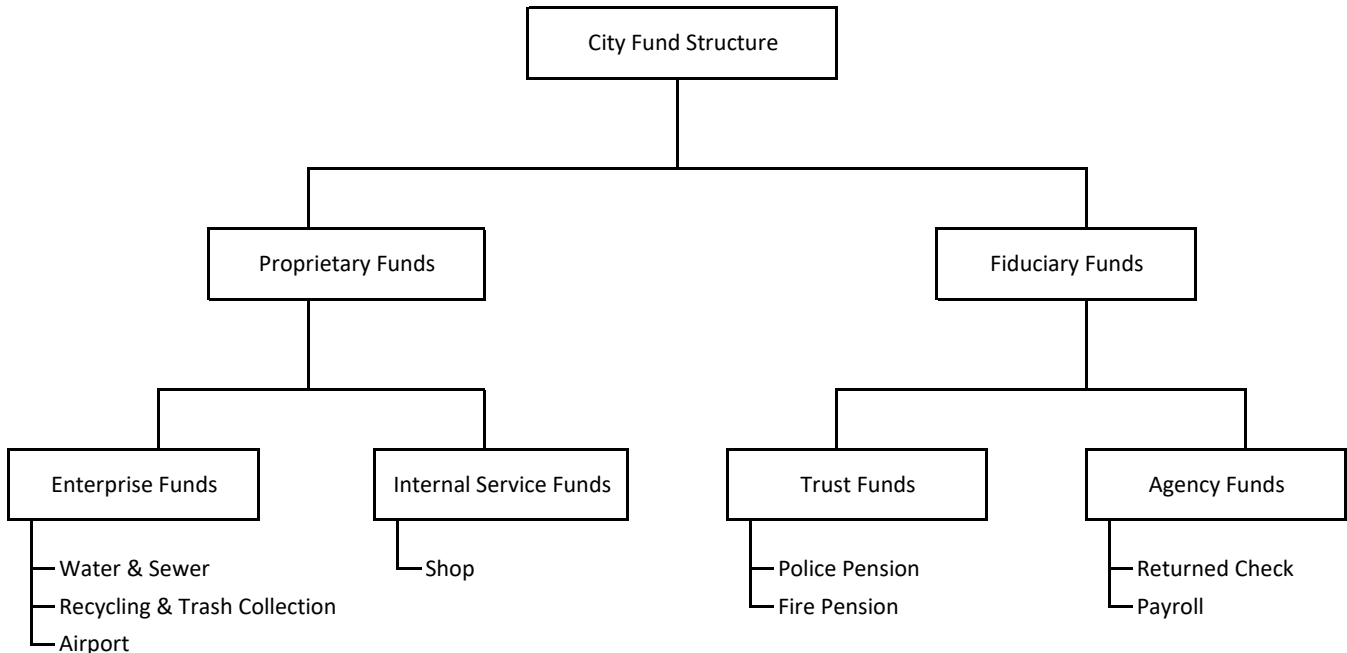 City Fund Structure
Proprietary Funds
Fiduciary Funds
Enterprise Funds
Internal Service Funds
Trust Funds
Agency Funds
Water & Sewer
Recycling & Trash Collection
Airport
Shop
Police Pension
Fire Pension
Returned Check
Payroll